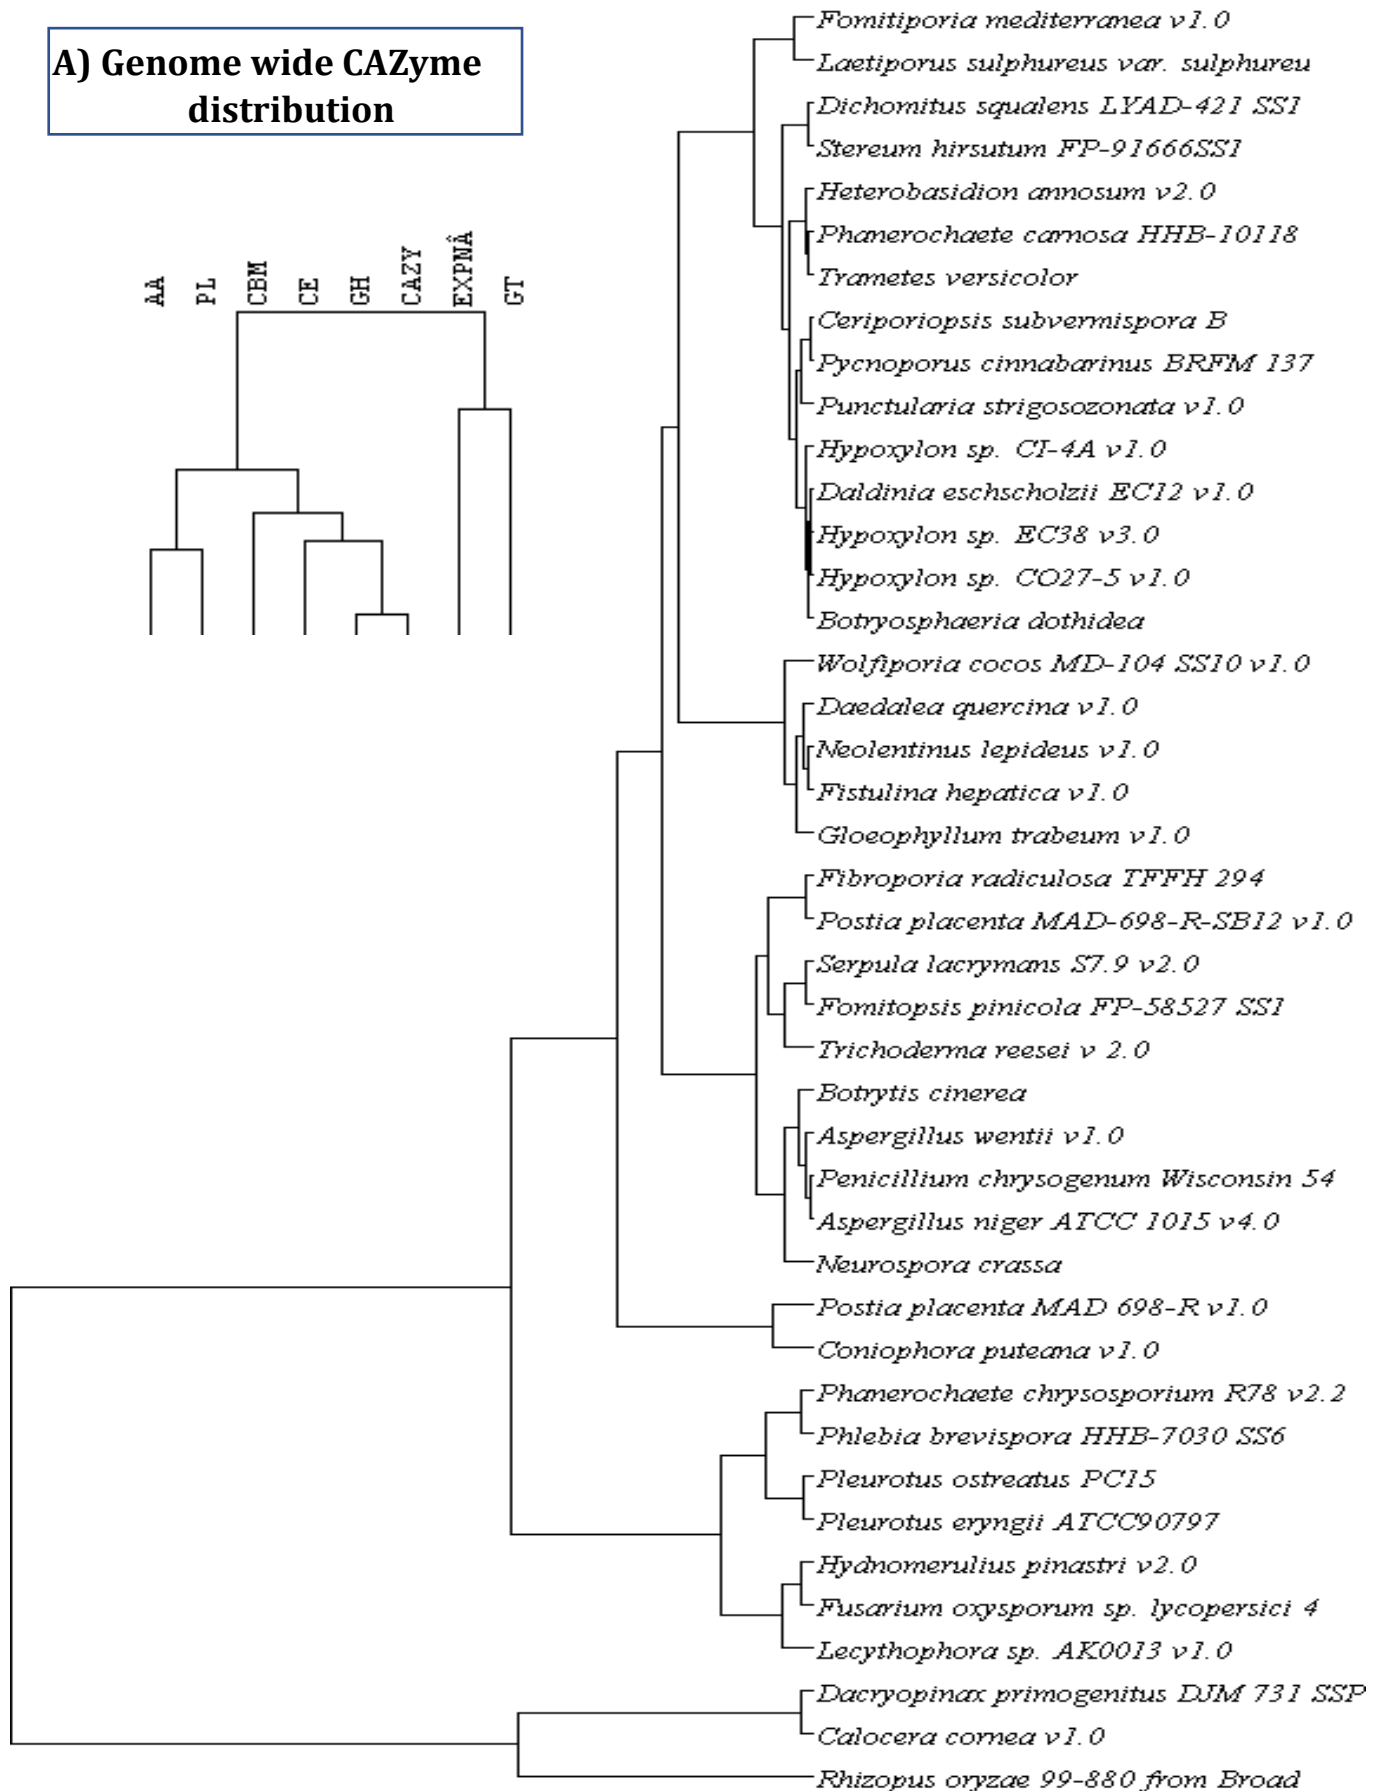 A) Genome wide CAZyme
distribution
AA
PL
CBM
CE
GH
CAZY
EXPNÂ
GT
Fomitiporia mediterranea v1.0
Laetiporus sulphureus var. sulphureu
Dichomitus squalens LYAD-421 SS1
Stereum hirsutum FP-91666SS1
Heterobasidion annosum v2.0
Phanerochaete carnosa HHB-10118
Trametes versicolor
Ceriporiopsis subvermispora B
Pycnoporus cinnabarinus BRFM 137
Punctularia strigosozonata v1.0
Hypoxylon sp. CI-4A v1.0
Daldinia eschscholzii EC12 v1.0
Hypoxylon sp. EC38 v3.0
Hypoxylon sp. CO27-5 v1.0
Botryosphaeria dothidea
Wolfiporia cocos MD-104 SS10 v1.0
Daedalea quercina v1.0
Neolentinus lepideus v1.0
Fistulina hepatica v1.0
Gloeophyllum trabeum v1.0
Fibroporia radiculosa TFFH 294
Postia placenta MAD-698-R-SB12 v1.0
Serpula lacrymans S7.9 v2.0
Fomitopsis pinicola FP-58527 SS1
Trichoderma reesei v 2.0
Botrytis cinerea
Aspergillus wentii v1.0
Penicillium chrysogenum Wisconsin 54
Aspergillus niger ATCC 1015 v4.0
Neurospora crassa
Postia placenta MAD 698-R v1.0
Coniophora puteana v1.0
Phanerochaete chrysosporium R78 v2.2
Phlebia brevispora HHB-7030 SS6
Pleurotus ostreatus PC15
Pleurotus eryngii ATCC90797
Hydnomerulius pinastri v2.0
Fusarium oxysporum sp. lycopersici 4
Lecythophora sp. AK0013 v1.0
Dacryopinax primogenitus DJM 731 SSP
Calocera cornea v1.0
Rhizopus oryzae 99-880 from Broad